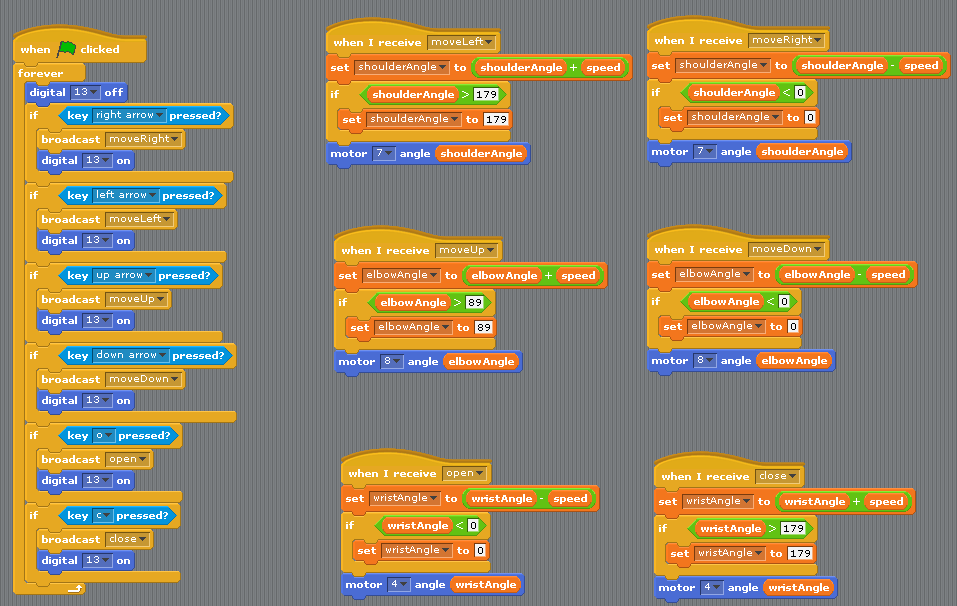 when clicked
forever
digital 13 off
if key right arrow pressed?
broadcast moveRight
digital 13 on
if key left arrow pressed?
broadcast moveLeft
digital 13 on
if key up arrow pressed?
broadcast moveUp
digital 13 on
if key down arrow pressed?
broadcast moveDown
digital 13 on
if key o pressed?
broadcast open
digital 13 on
if key c pressed?
broadcast close
digital 13 on
when I receive moveLeft
set shoulderAngle to shoulderAngle + speed
if shoulderAngle > 179
set shoulderAngle to 179
motor 7 angle shoulderAngle
when I receive moveRight
set shoulderAngle to shoulderAngle - speed
if shoulderAngle < 0
set shoulderAngle to 0
motor 7 angle shoulderAngle
when I receive moveUp
set elbowAngle to elbowAngle + speed
if elbowAngle > 89
set elbowAngle to 89
motor 8 angle elbowAngle
when I receive moveDown
set elbowAngle to elbowAngle - speed
if elbowAngle < 0
set elbowAngle to 0
motor 8 angle elbowAngle
when I receive open
set wristAngle to wristAngle - speed
if wristAngle < 0
set wristAngle to 0
motor 4 angle wristAngle
when I receive close
set wristAngle to wristAngle + speed
if wristAngle > 179
set wristAngle to 179
motor 4 angle wristAngle